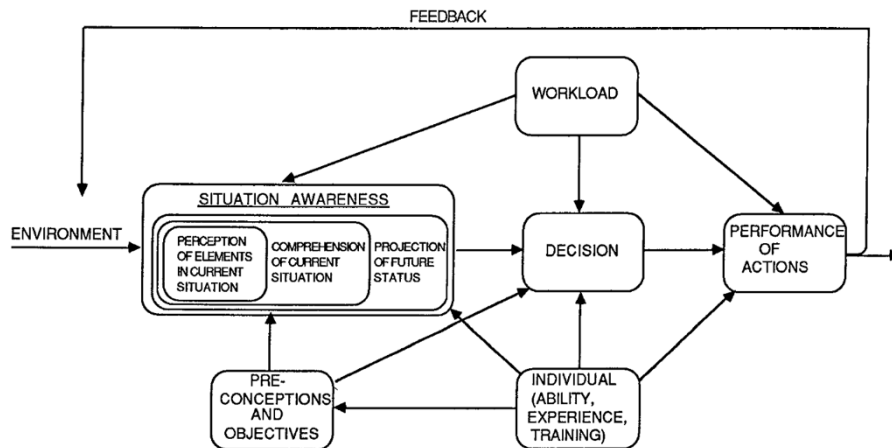 FEEDBACK
WORKLOAD
SITUATION AWARENESS
ENVIRONMENT
PERCEPTION
OF ELEMENTS
IN CURRENT
SITUATION
COMPREHENSION
OF CURRENT
SITUATION
PROJECTION
OF FUTURE
STATUS
DECISION
PERFORMANCE
OF
ACTIONS
PRE-
CONCEPTIONS
AND
OBJECTIVES
INDIVIDUAL
(ABILITY,
EXPERIENCE,
TRAINING)